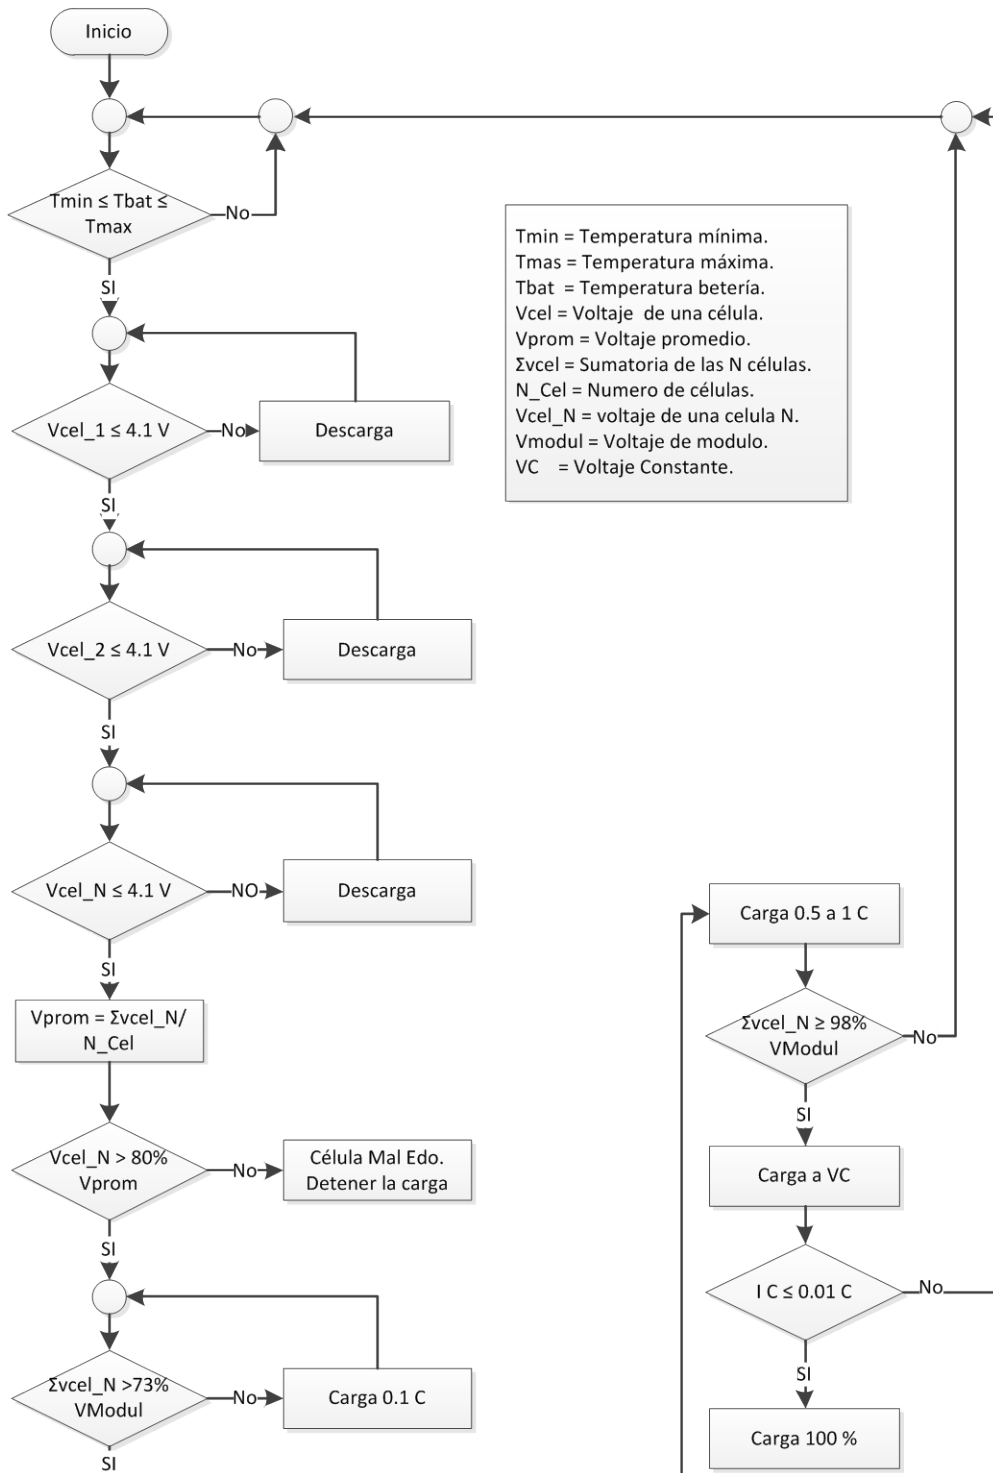 Inicio
Tmin ≤ Tbat ≤
Tmax
No
SI
Tmin = Temperatura mínima.
Tmas = Temperatura máxima.
Tbat = Temperatura betería.
Vcel = Voltaje de una célula.
Vprom = Voltaje promedio.
Σvcel = Sumatoria de las N células.
N_Cel = Numero de células.
Vcel_N = voltaje de una celula N.
Vmodul = Voltaje de modulo.
VC = Voltaje Constante.
Vcel_1 ≤ 4.1 V
No
Descarga
SI
Vcel_2 ≤ 4.1 V
No
Descarga
SI
Vcel_N ≤ 4.1 V
NO
Descarga
SI
Vprom = Σvcel_N/
N_Cel
Vcel_N > 80%
Vprom
No
Célula Mal Edo.
Detener la carga
SI
Σvcel_N >73%
VModul
No
Carga 0.1 C
SI
Carga 0.5 a 1 C
Σvcel_N ≥ 98%
VModul
No
SI
Carga a VC
I C ≤ 0.01 C
No
SI
Carga 100 %